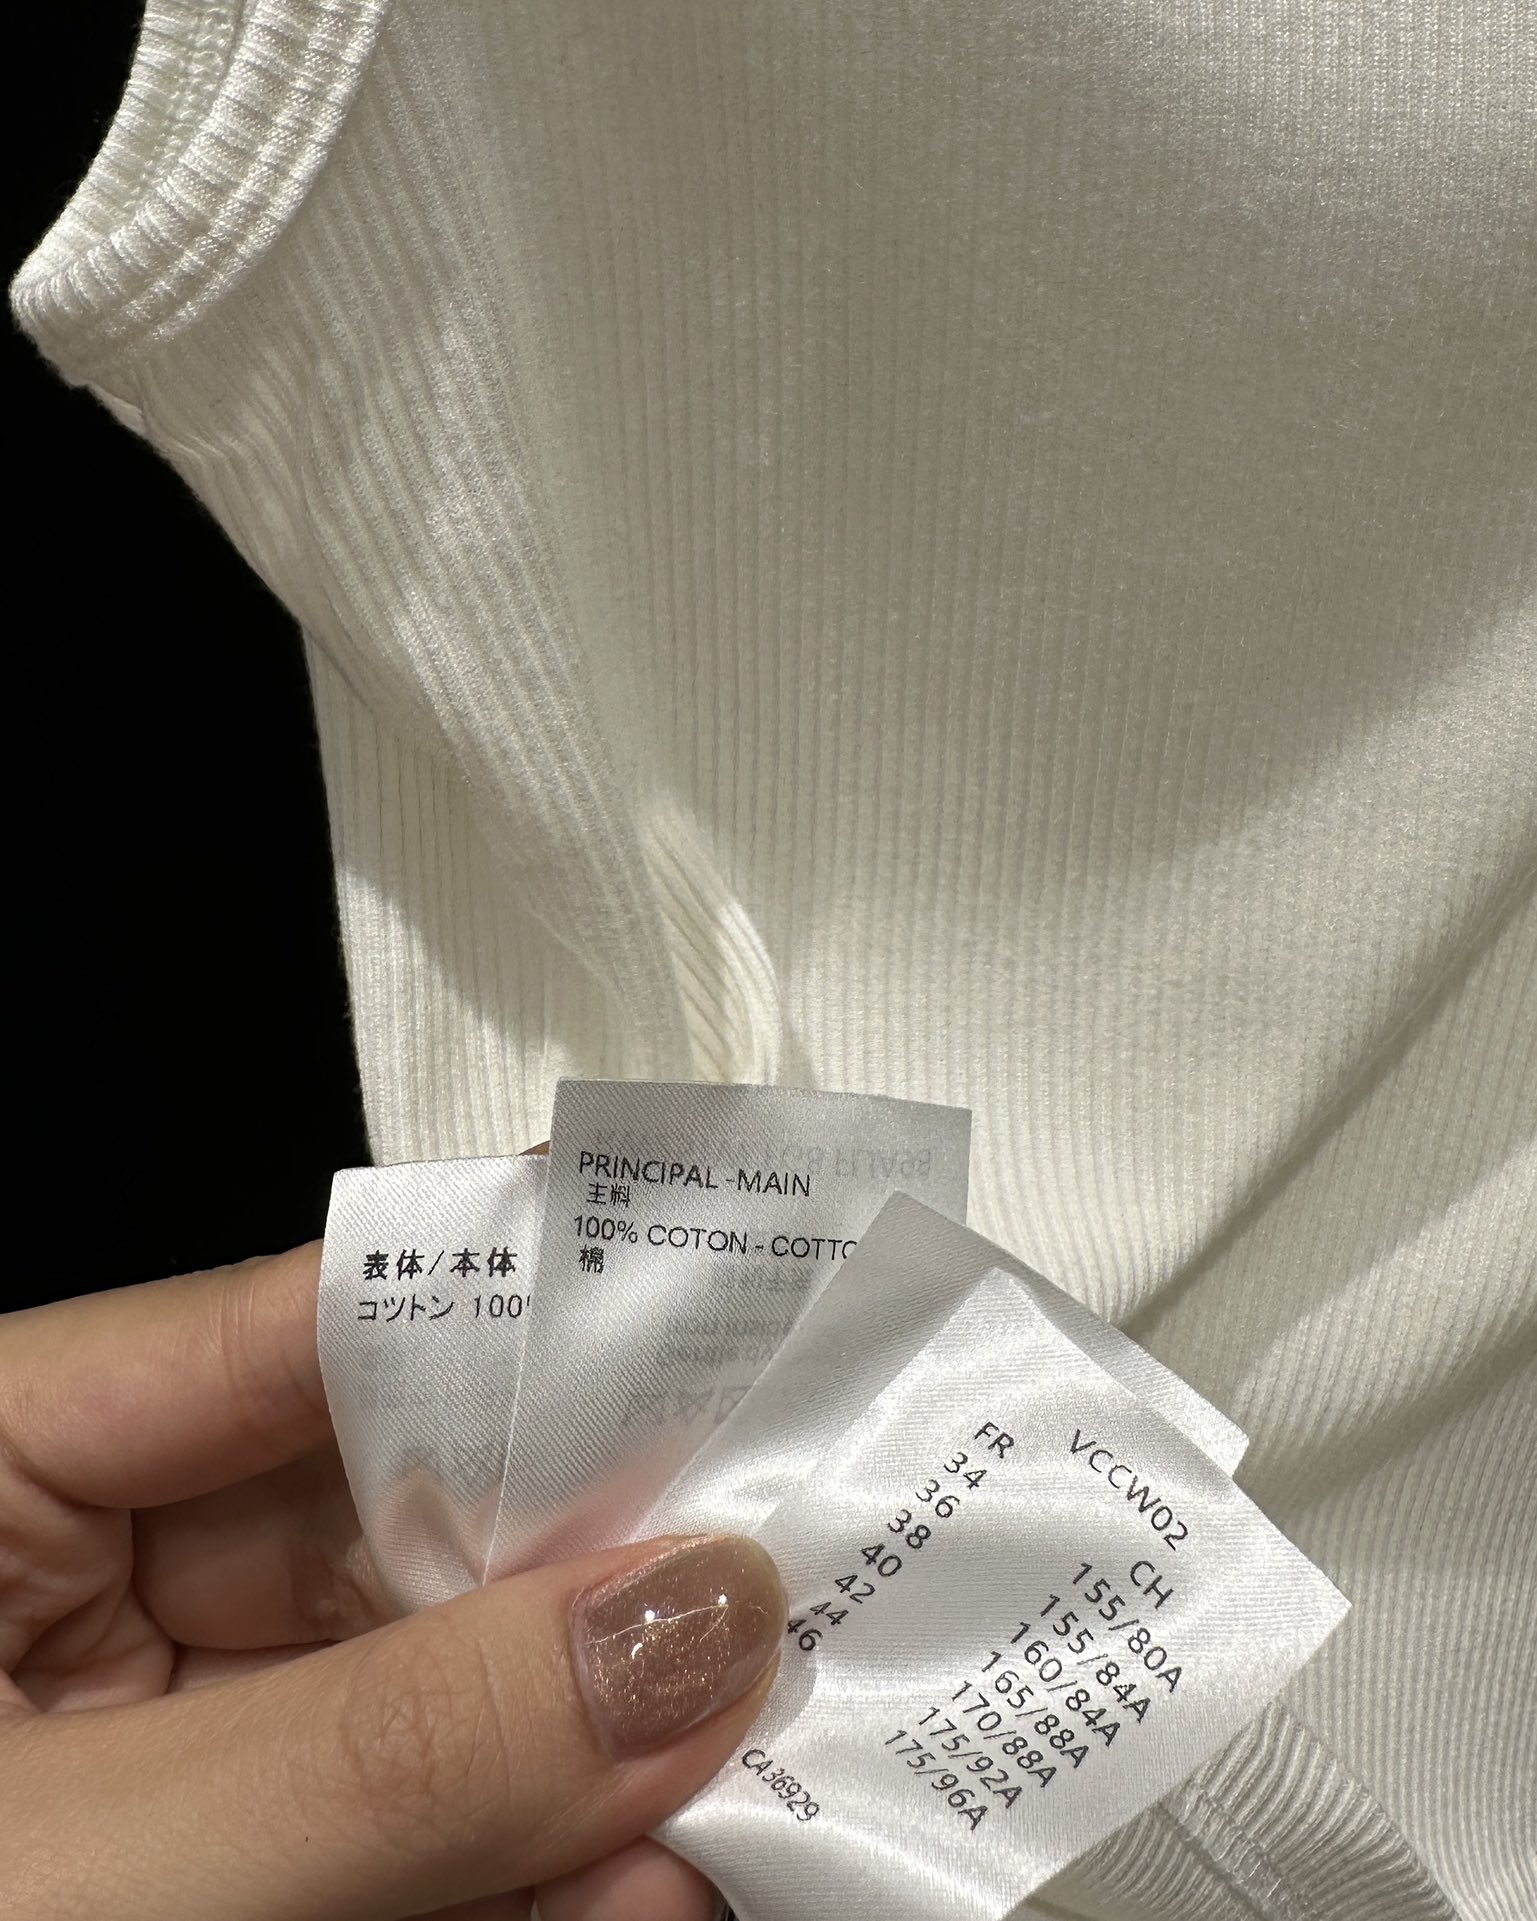 表体/本体
コットン 100
PRINCIPAL -MAIN
主料
100% COTON - COTTO
棉
VCCW02
FR CH
34 155/80A
36 155/84A
38 160/84A
40 165/88A
42 170/88A
44 175/92A
46 175/96A
CA36929